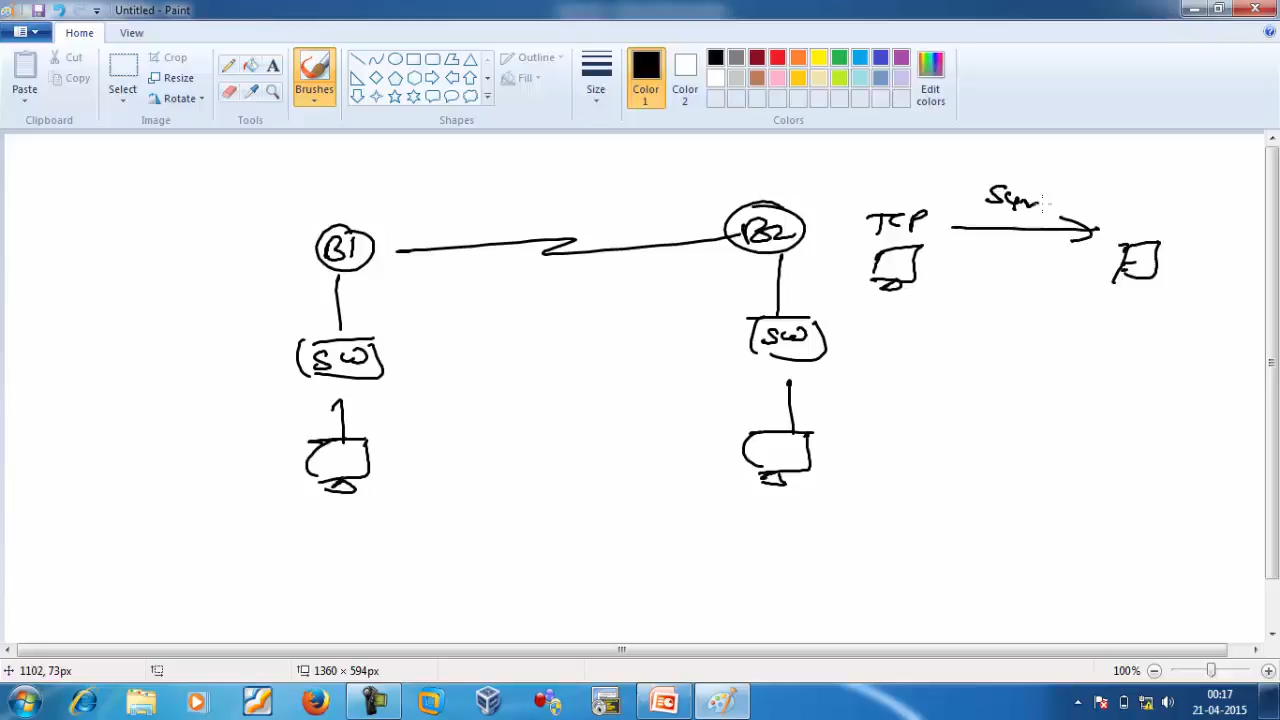 Untitled - Paint
Home
View
Paste
Cut
Copy
Clipboard
Select
Crop
Resize
Rotate
Image
Tools
Brushes
Shapes
Outline
Fill
Size
Color 1
Color 2
Colors
Edit colors
B1
SW
B2
SW
TCP
1102, 73px
1360 × 594px
100%
00:17
21-04-2015